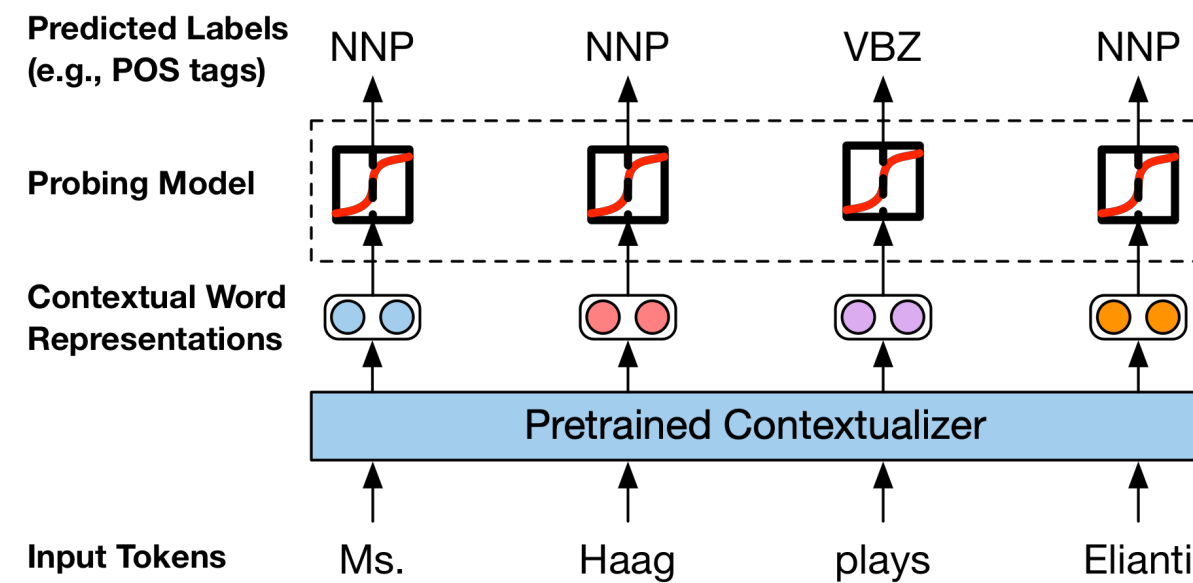 Predicted Labels
(e.g., POS tags)
NNP NNP VBZ NNP
Probing Model
Contextual Word
Representations
Pretrained Contextualizer
Input Tokens
Ms. Haag plays Elianti